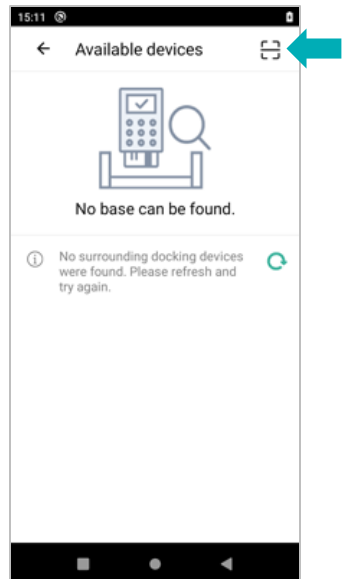 15:11
Available devices
No base can be found.
No surrounding docking devices
were found. Please refresh and
try again.